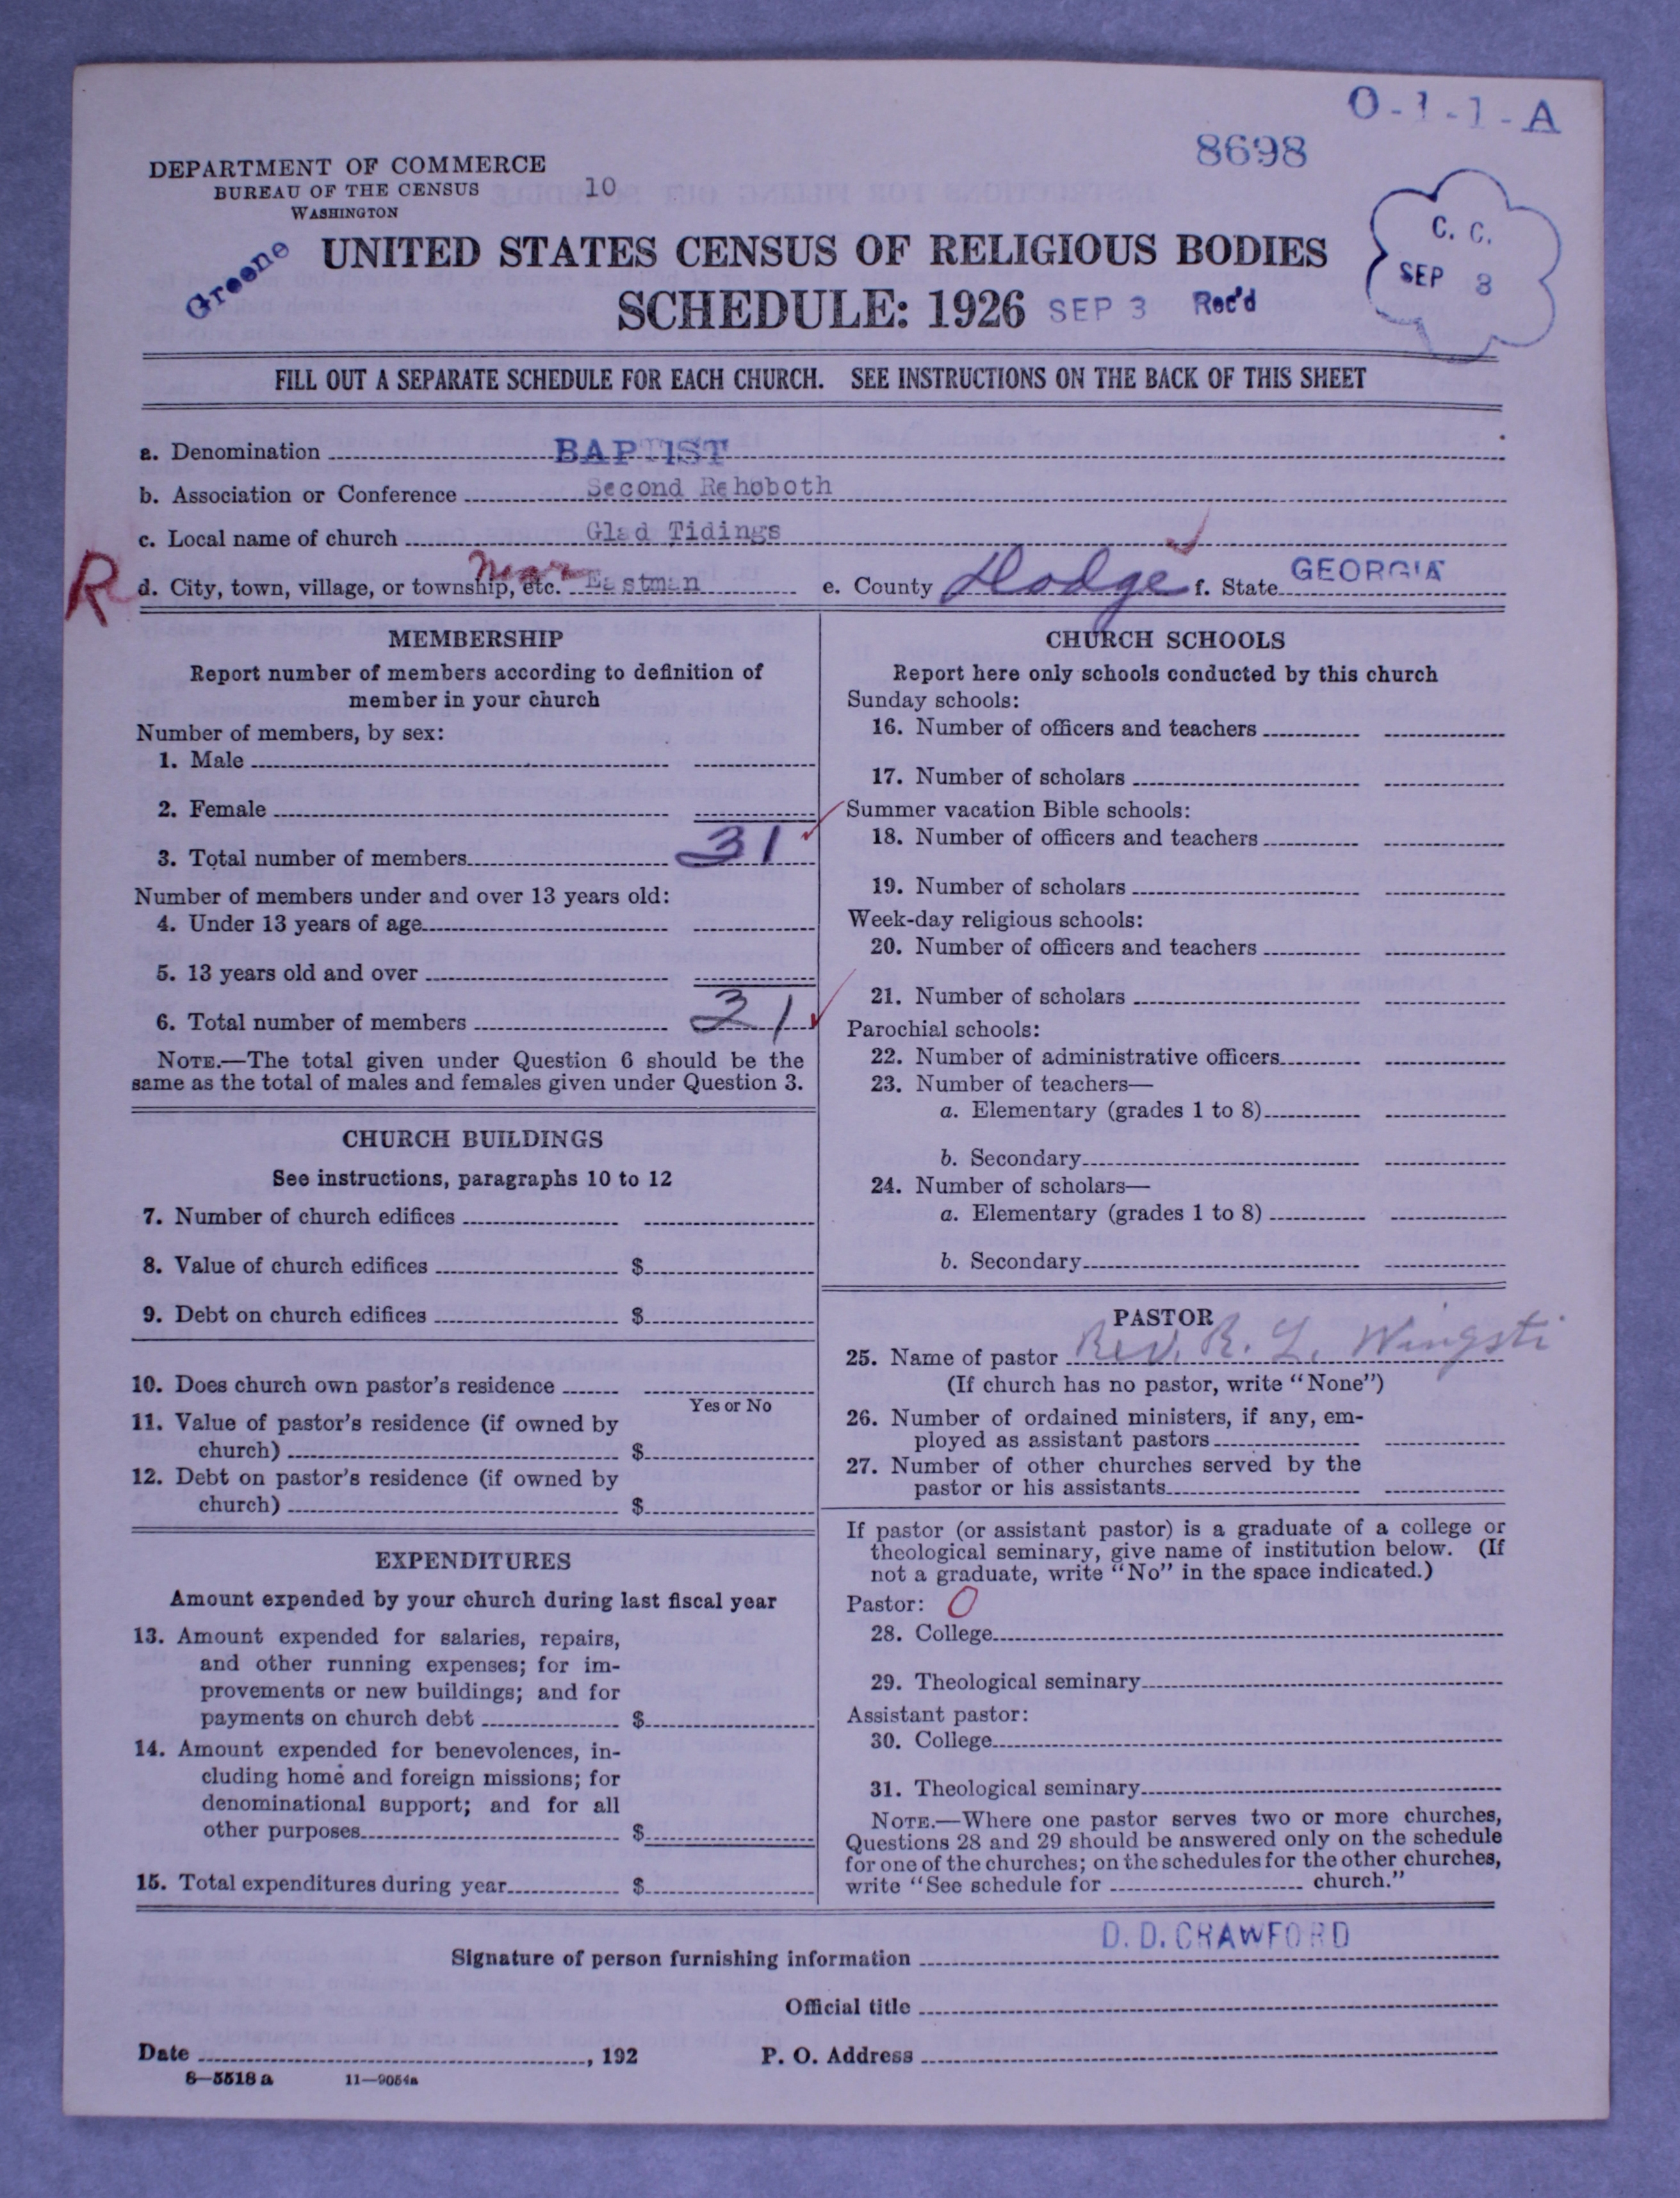 O-1-1-A
8698
DEPARTMENT OF COMMERCE
BUREAU OF THE CENSUS
WASHINGTON
10
Greene
C. C.
SEP 8
UNITED STATES CENSUS OF RELIGIOUS BODIES
SCHEDULE: 1926 SEP 3 Rec'd
FILL OUT A SEPARATE SCHEDULE FOR EACH CHURCH. SEE INSTRUCTIONS ON THE BACK OF THIS SHEET
a. Denomination BAPTIST
b. Association or Conference Second Rehoboth
c. Local name of church Glad Tidings
R d. City, town, village, or township, etc. near Eastman e. County Dodge f. State GEORGIA
MEMBERSHIP
Report number of members according to definition of
member in your church
Number of members, by sex:
1. Male
2. Female
3. Total number of members 31
Number of members under and over 13 years old:
4. Under 13 years of age
5. 13 years old and over
6. Total number of members 31
NOTE.—The total given under Question 6 should be the
same as the total of males and females given under Question 3.
CHURCH BUILDINGS
See instructions, paragraphs 10 to 12
7. Number of church edifices
8. Value of church edifices $
9. Debt on church edifices $
10. Does church own pastor's residence
Yes or No
11. Value of pastor's residence (if owned by
church) $
12. Debt on pastor's residence (if owned by
church) $
EXPENDITURES
Amount expended by your church during last fiscal year
13. Amount expended for salaries, repairs,
and other running expenses; for im-
provements or new buildings; and for
payments on church debt $
14. Amount expended for benevolences, in-
cluding home and foreign missions; for
denominational support; and for all
other purposes $
15. Total expenditures during year $
CHURCH SCHOOLS
Report here only schools conducted by this church
Sunday schools:
16. Number of officers and teachers
17. Number of scholars
Summer vacation Bible schools:
18. Number of officers and teachers
19. Number of scholars
Week-day religious schools:
20. Number of officers and teachers
21. Number of scholars
Parochial schools:
22. Number of administrative officers
23. Number of teachers—
a. Elementary (grades 1 to 8)
b. Secondary
24. Number of scholars—
a. Elementary (grades 1 to 8)
b. Secondary
PASTOR
25. Name of pastor Rev. R. L. Wingsti
(If church has no pastor, write "None")
26. Number of ordained ministers, if any, em-
ployed as assistant pastors
27. Number of other churches served by the
pastor or his assistants
If pastor (or assistant pastor) is a graduate of a college or
theological seminary, give name of institution below. (If
not a graduate, write "No" in the space indicated.)
Pastor: O
28. College
29. Theological seminary
Assistant pastor:
30. College
31. Theological seminary
NOTE.—Where one pastor serves two or more churches,
Questions 28 and 29 should be answered only on the schedule
for one of the churches; on the schedules for the other churches,
write "See schedule for church."
Signature of person furnishing information D. D. CRAWFORD
Official title
Date , 192 P. O. Address
8—5518 a 11—9054a